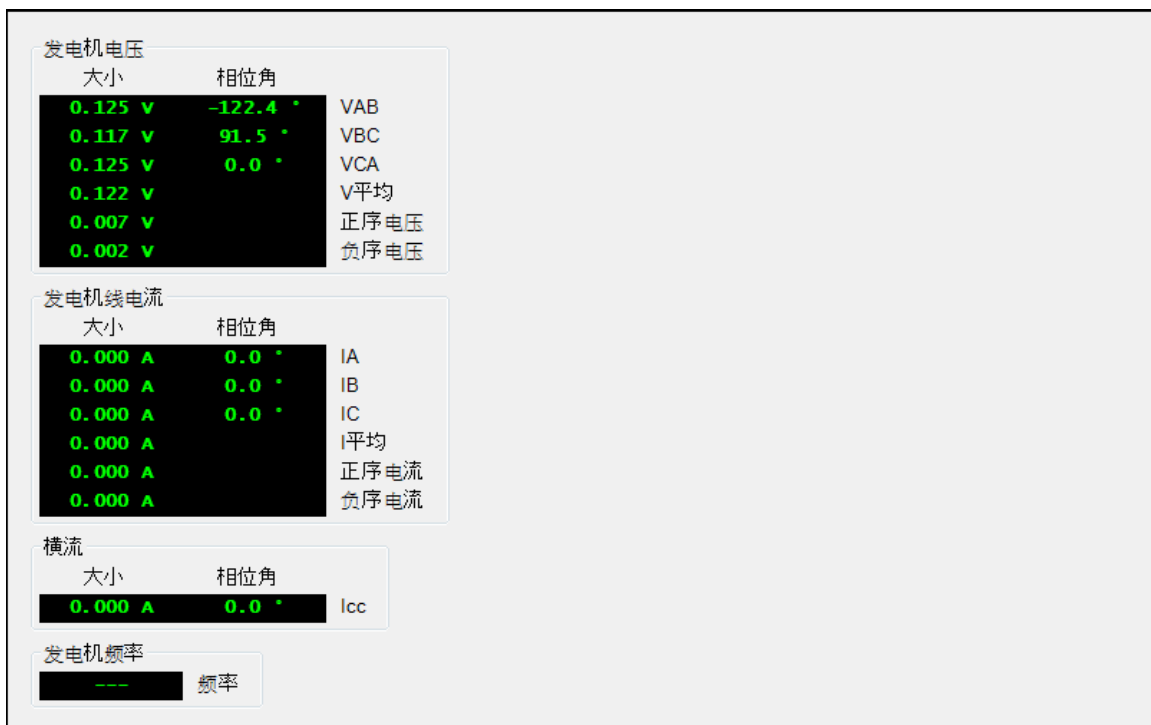 发电机电压
大小 相位角
0.125 V -122.4 ° VAB
0.117 V 91.5 ° VBC
0.125 V 0.0 ° VCA
0.122 V V平均
0.007 V 正序电压
0.002 V 负序电压
发电机线电流
大小 相位角
0.000 A 0.0 ° IA
0.000 A 0.0 ° IB
0.000 A 0.0 ° IC
0.000 A I平均
0.000 A 正序电流
0.000 A 负序电流
横流
大小 相位角
0.000 A 0.0 ° Icc
发电机频率
--- 频率